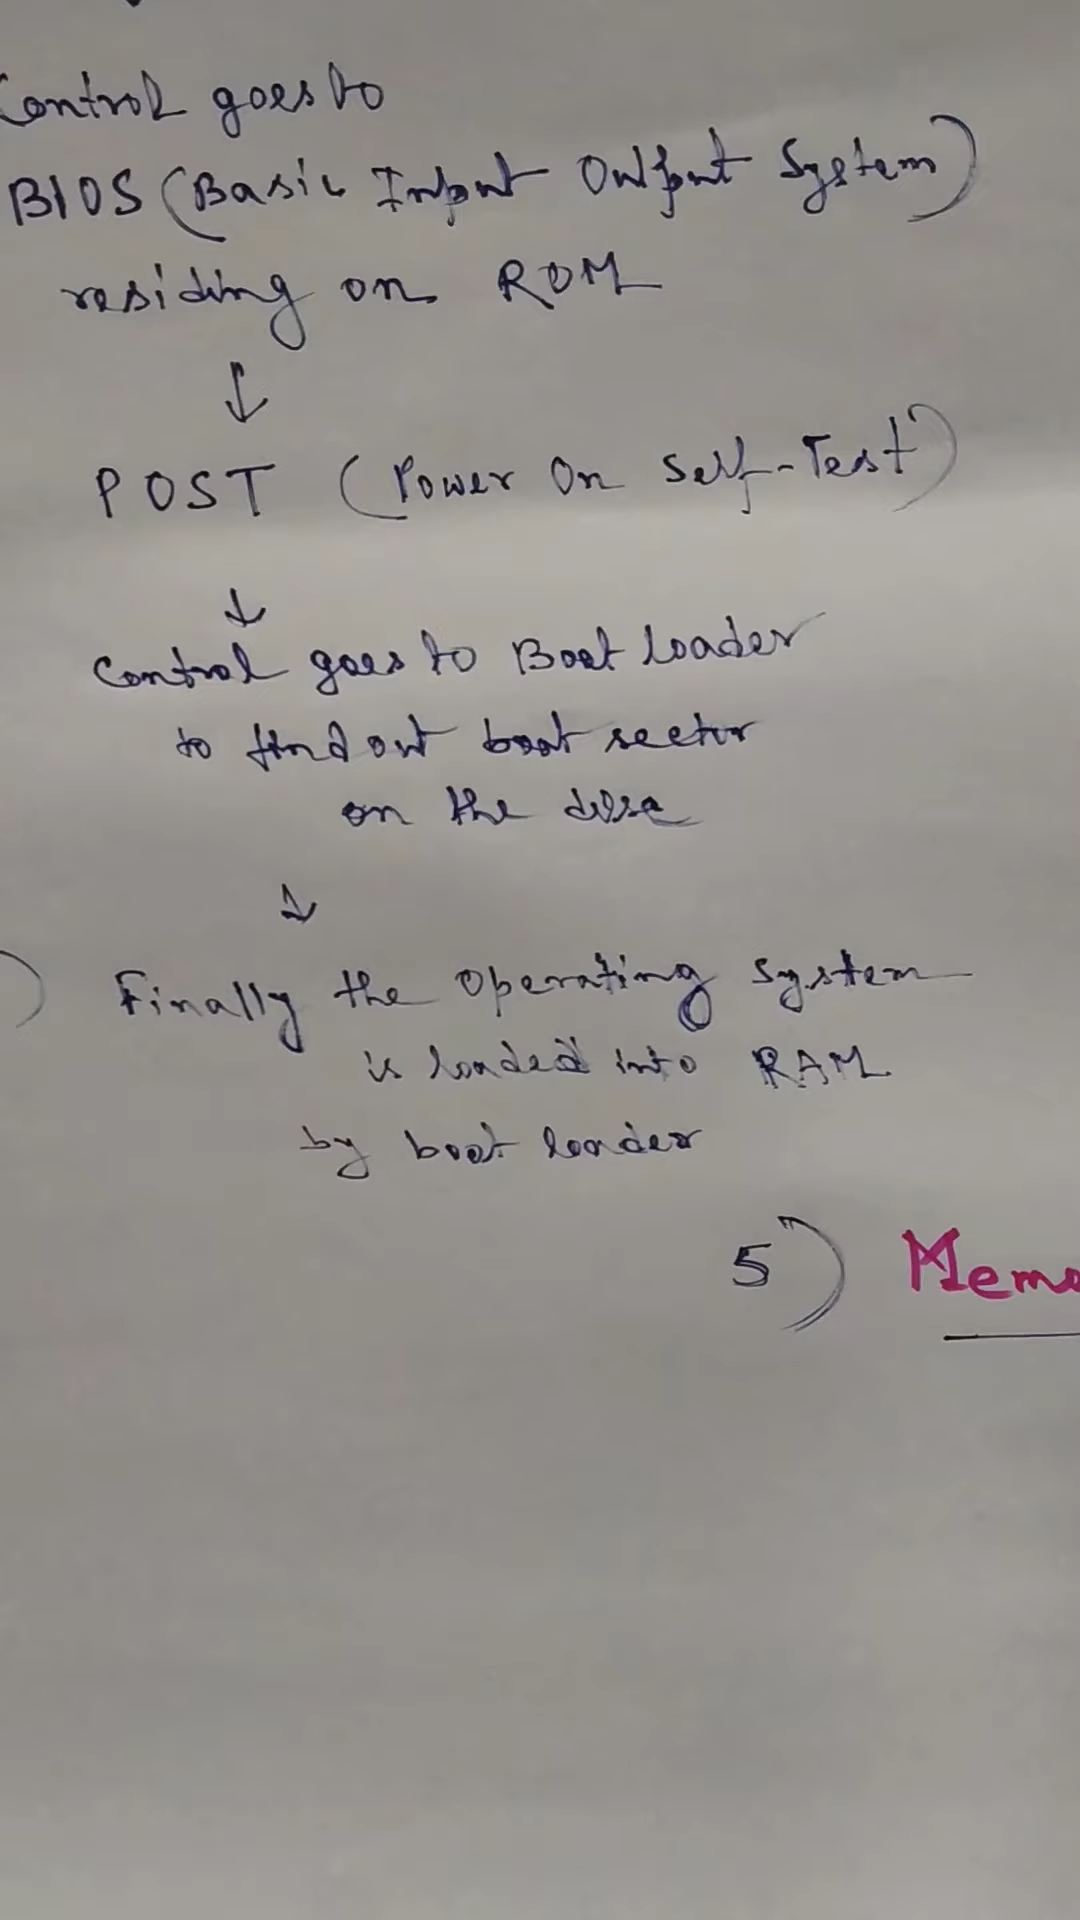 Control goes to
BIOS (Basic Input Output System)
residing on ROM
↓
POST (Power On Self-Test)
↓
Control goes to Boot loader
to find out boot sector
on the disc
↓
) Finally the operating system
is loaded into RAM
by boot loader
5) Memo